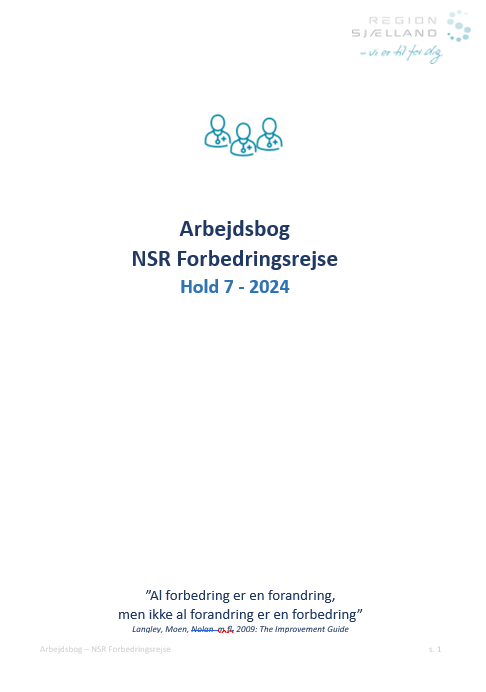 REGION
SJÆLLAND
– vi er til for dig
Arbejdsbog
NSR Forbedringsrejse
Hold 7 - 2024
”Al forbedring er en forandring,
men ikke al forandring er en forbedring”
Langley, Moen, Nolan m.fl, 2009: The Improvement Guide
Arbejdsbog – NSR Forbedringsrejse
s. 1